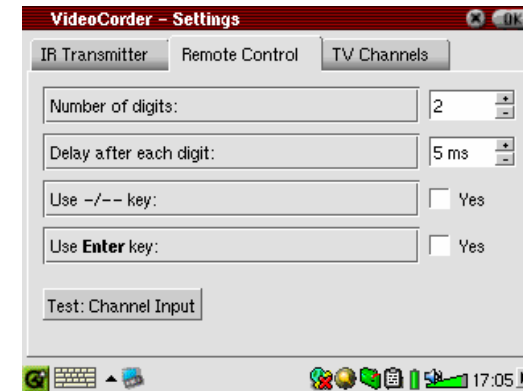 VideoCorder – Settings OK
IR Transmitter Remote Control TV Channels
Number of digits: 2
Delay after each digit: 5 ms
Use -/-- key: Yes
Use Enter key: Yes
Test: Channel Input
17:05